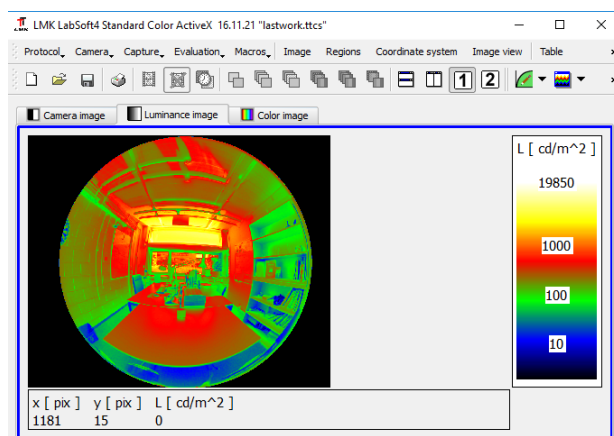 LMK LabSoft4 Standard Color ActiveX 16.11.21 "lastwork.ttcs"
Protocol Camera Capture Evaluation Macros Image Regions Coordinate system Image view Table
1 2
Camera image Luminance image Color image
L [ cd/m^2 ]
19850
1000
100
10
x [ pix ] y [ pix ] L [ cd/m^2 ]
1181 15 0